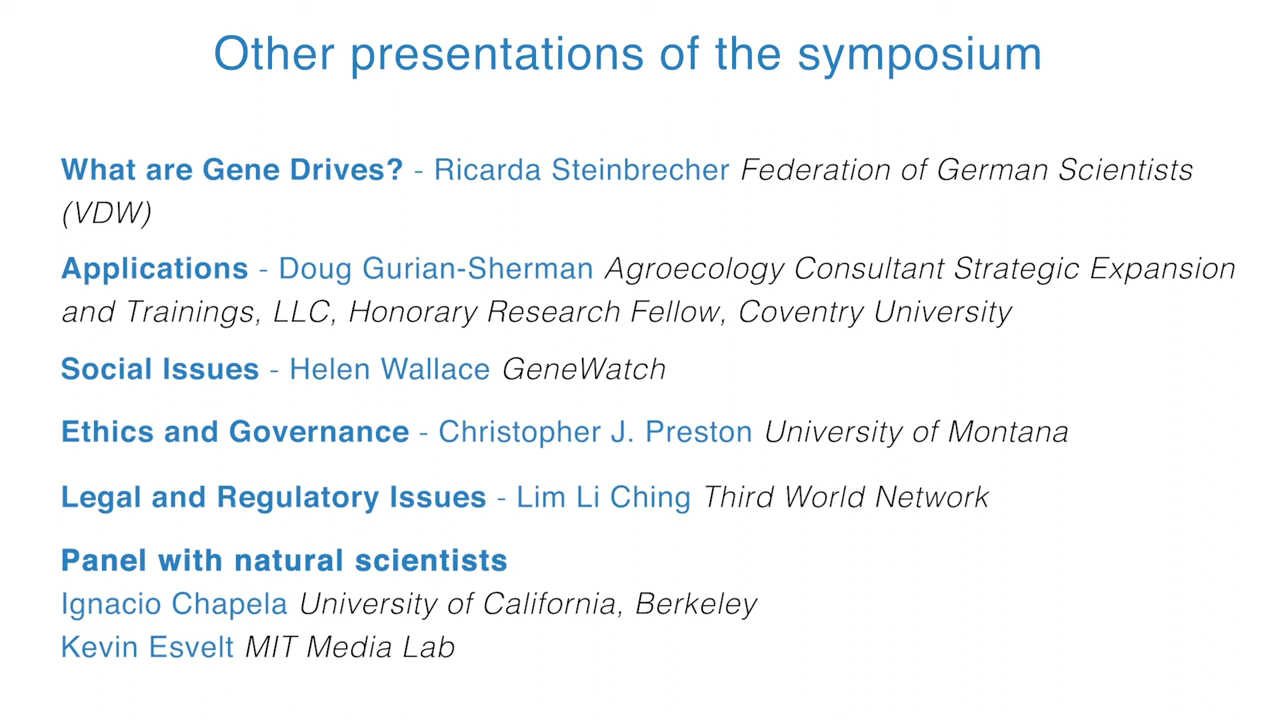 Other presentations of the symposium
What are Gene Drives? - Ricarda Steinbrecher Federation of German Scientists
(VDW)
Applications - Doug Gurian-Sherman Agroecology Consultant Strategic Expansion
and Trainings, LLC, Honorary Research Fellow, Coventry University
Social Issues - Helen Wallace GeneWatch
Ethics and Governance - Christopher J. Preston University of Montana
Legal and Regulatory Issues - Lim Li Ching Third World Network
Panel with natural scientists
Ignacio Chapela University of California, Berkeley
Kevin Esvelt MIT Media Lab